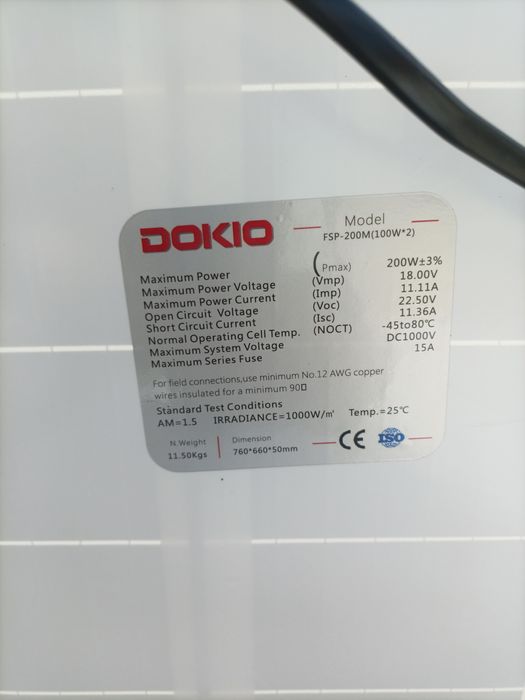 DOKIO
Model
FSP-200M(100W*2)
Maximum Power (Pmax) 200W±3%
Maximum Power Voltage (Vmp) 18.00V
Maximum Power Current (Imp) 11.11A
Open Circuit Voltage (Voc) 22.50V
Short Circuit Current (Isc) 11.36A
Normal Operating Cell Temp. (NOCT) -45to80℃
Maximum System Voltage DC1000V
Maximum Series Fuse 15A
For field connections,use minimum No.12 AWG copper
wires insulated for a minimum 90▯
Standard Test Conditions
AM=1.5 IRRADIANCE=1000W/㎡ Temp.=25℃
N.Weight
11.50Kgs
Dimension
760*660*50mm
CE ISO